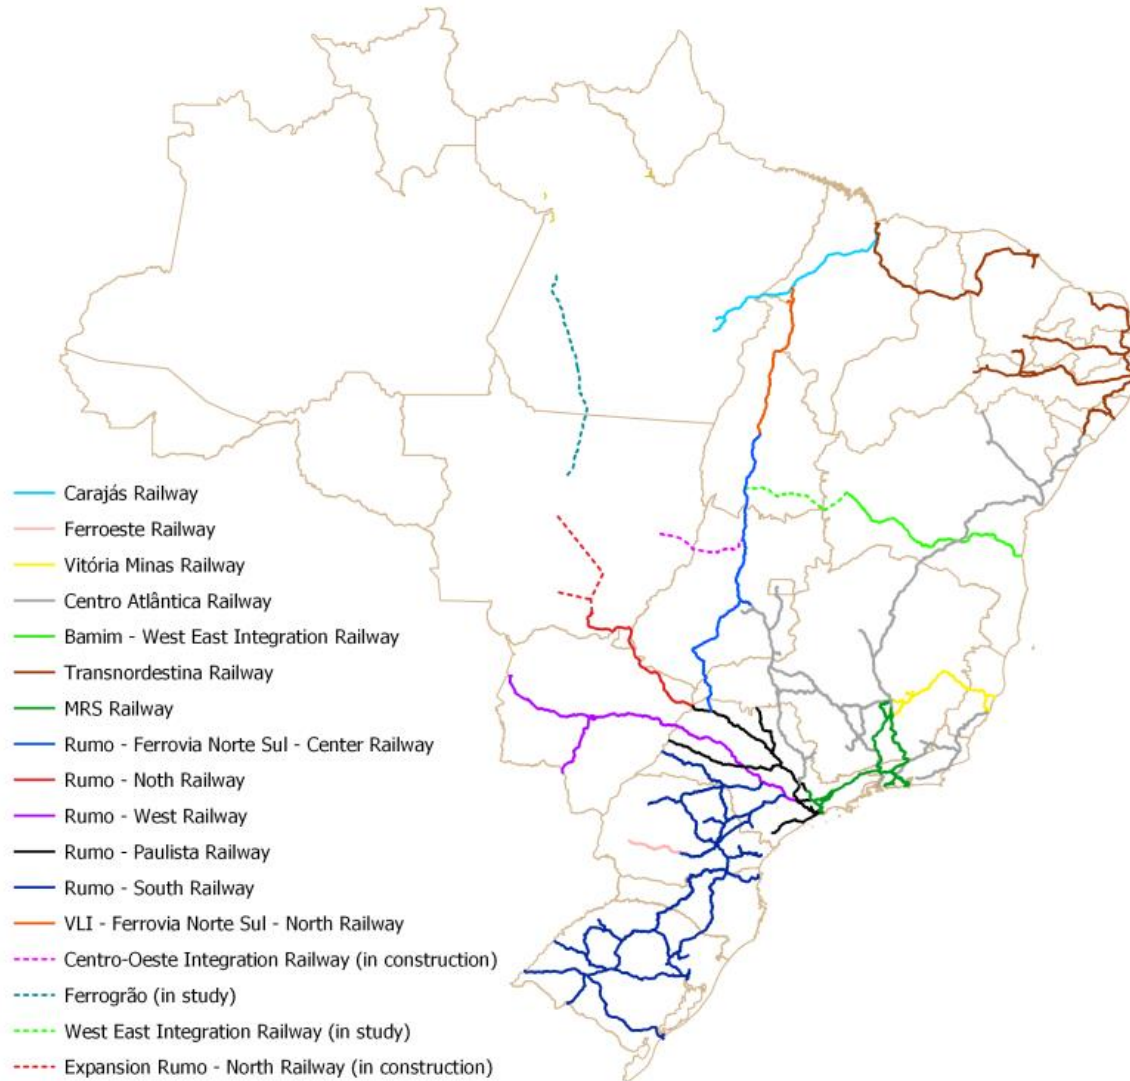 Carajás Railway
Ferroeste Railway
Vitória Minas Railway
Centro Atlântica Railway
Bamim - West East Integration Railway
Transnordestina Railway
MRS Railway
Rumo - Ferrovia Norte Sul - Center Railway
Rumo - Noth Railway
Rumo - West Railway
Rumo - Paulista Railway
Rumo - South Railway
VLI - Ferrovia Norte Sul - North Railway
Centro-Oeste Integration Railway (in construction)
Ferrogrão (in study)
West East Integration Railway (in study)
Expansion Rumo - North Railway (in construction)